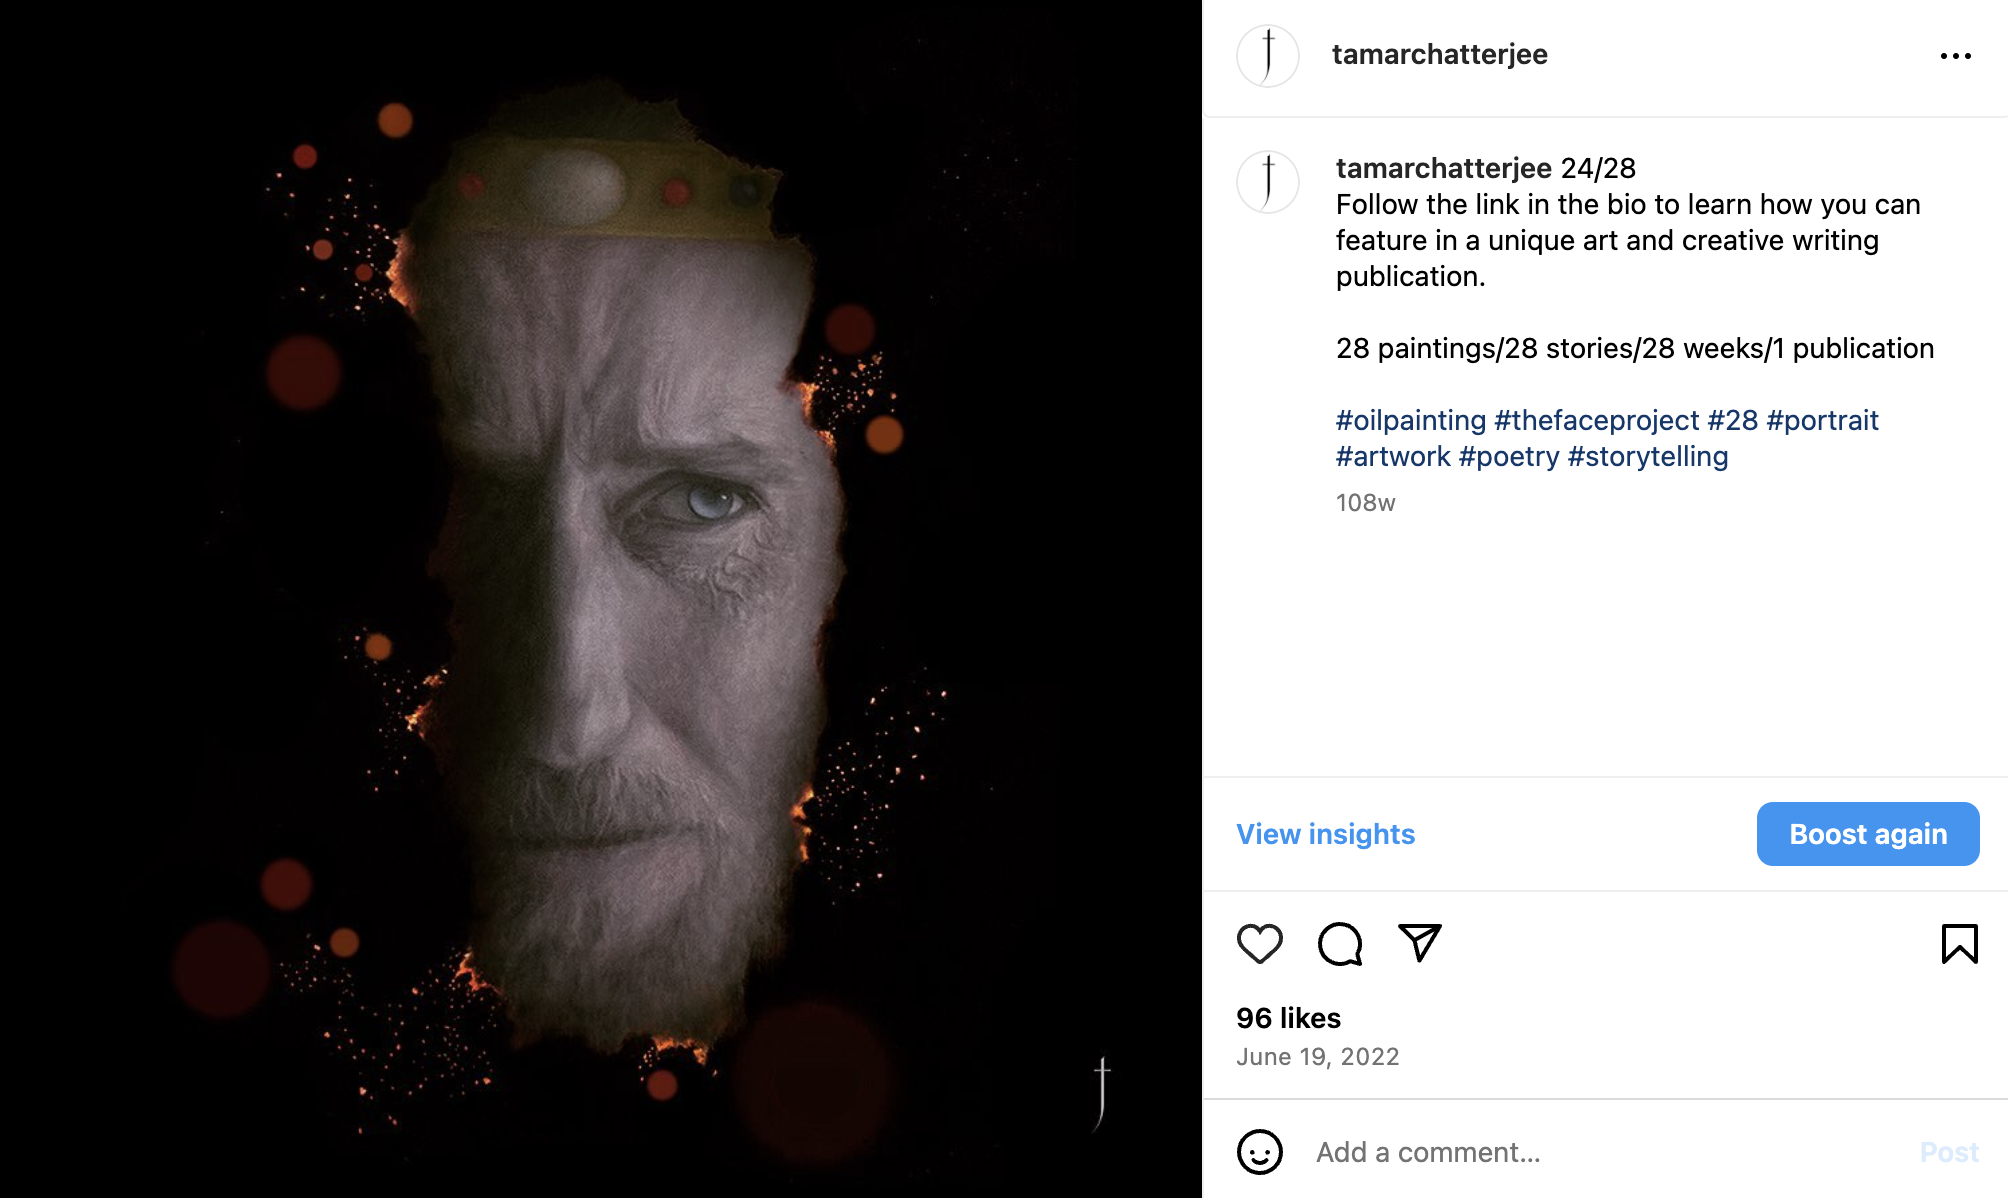 tamarchatterjee
tamarchatterjee 24/28
Follow the link in the bio to learn how you can
feature in a unique art and creative writing
publication.
28 paintings/28 stories/28 weeks/1 publication
#oilpainting #thefaceproject #28 #portrait
#artwork #poetry #storytelling
108w
View insights
Boost again
96 likes
June 19, 2022
Add a comment...
Post